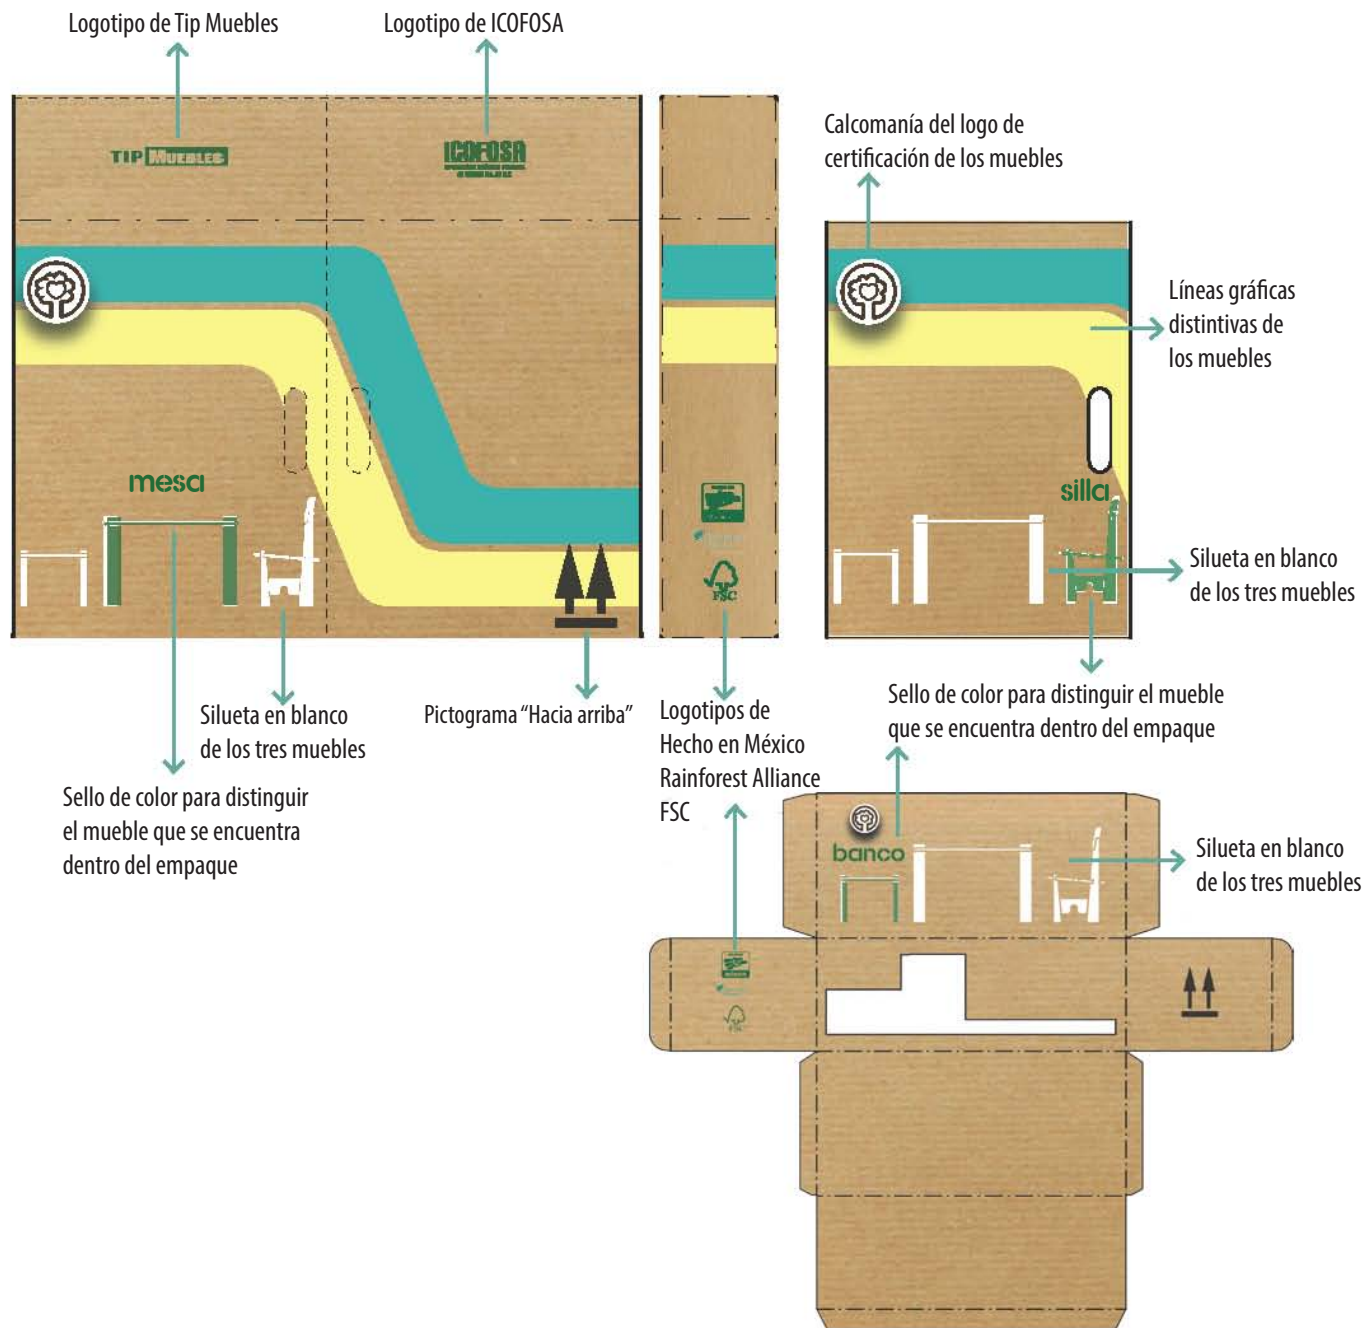 Logotipo de Tip Muebles
Logotipo de ICOFOSA
TIP MUEBLES
ICOFOSA
Calcomanía del logo de
certificación de los muebles
Líneas gráficas
distintivas de
los muebles
mesa
silla
FSC
Silueta en blanco
de los tres muebles
Silueta en blanco
de los tres muebles
Pictograma “Hacia arriba”
Logotipos de
Hecho en México
Rainforest Alliance
FSC
Sello de color para distinguir el mueble
que se encuentra dentro del empaque
Sello de color para distinguir
el mueble que se encuentra
dentro del empaque
banco
Silueta en blanco
de los tres muebles
FSC